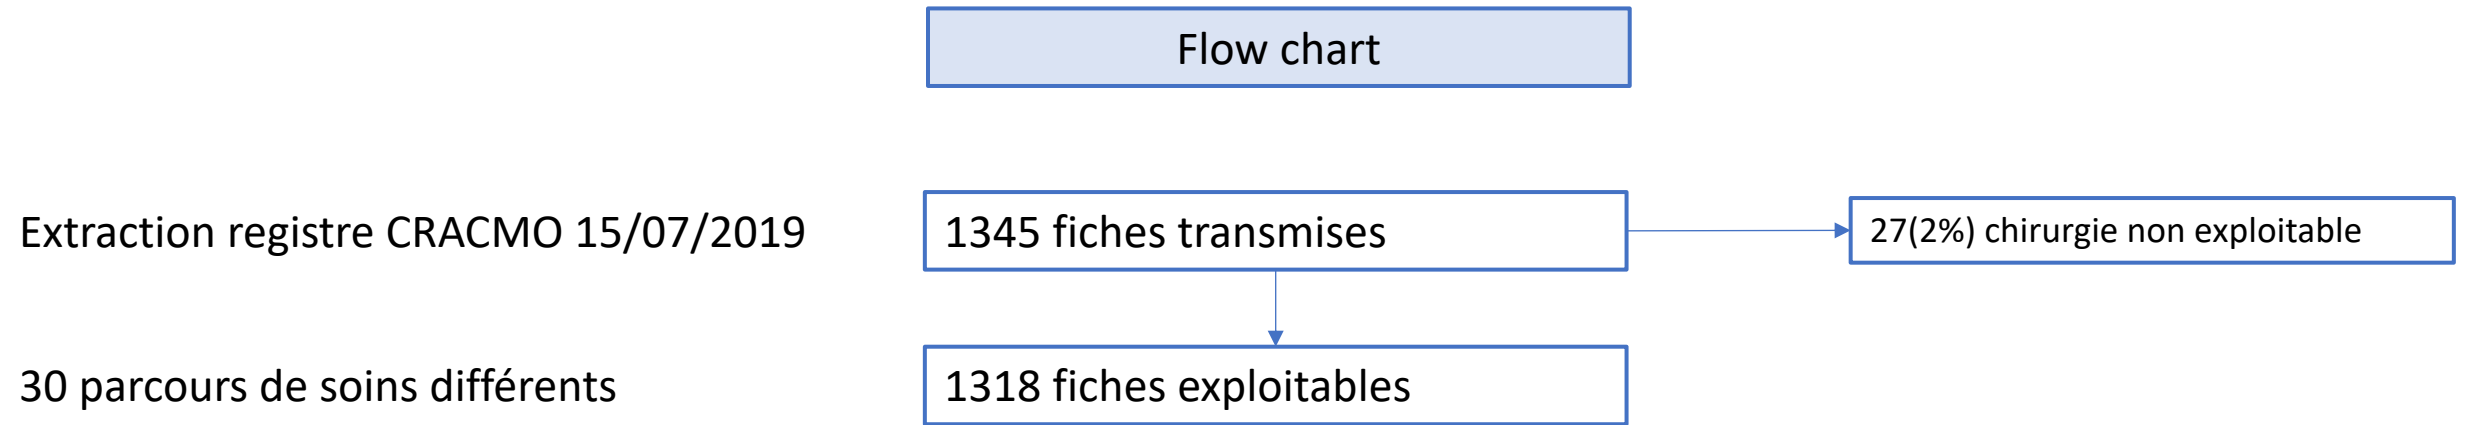 Flow chart
Extraction registre CRACMO 15/07/2019
1345 fiches transmises
27(2%) chirurgie non exploitable
30 parcours de soins différents
1318 fiches exploitables